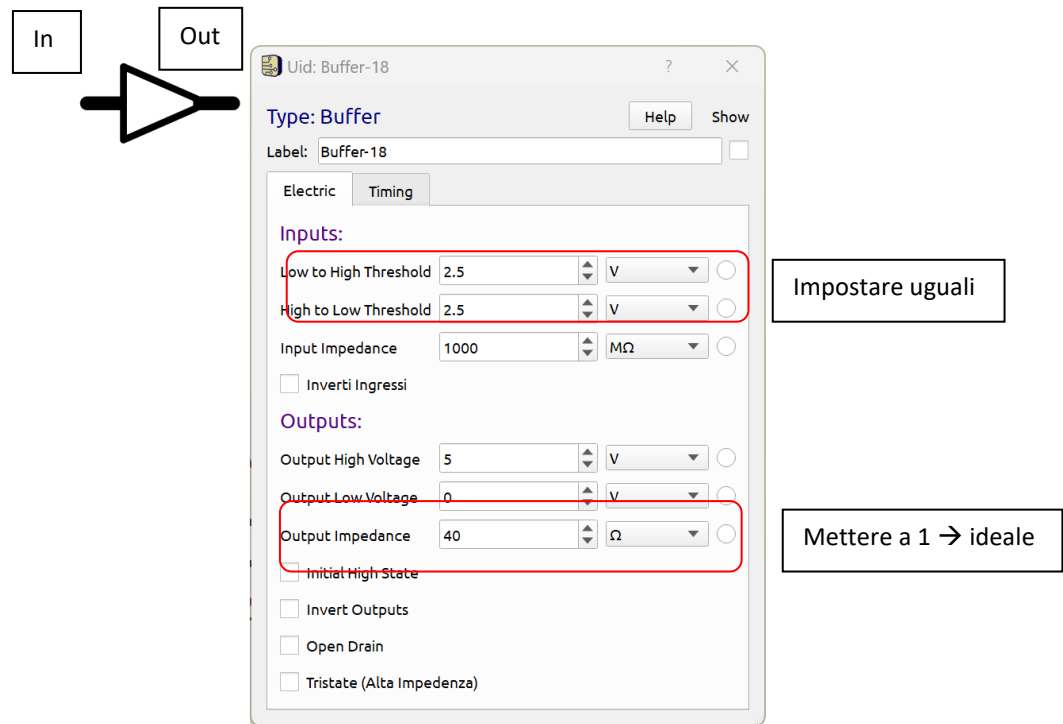 In
Out
Uid: Buffer-18 ?
Type: Buffer Help Show
Label: Buffer-18
Electric Timing
Inputs:
Low to High Threshold 2.5 V
High to Low Threshold 2.5 V
Impostare uguali
Input Impedance 1000 MΩ
Inverti Ingressi
Outputs:
Output High Voltage 5 V
Output Low Voltage 0 V
Output Impedance 40 Ω
Mettere a 1 → ideale
Initial High State
Invert Outputs
Open Drain
Tristate (Alta Impedenza)